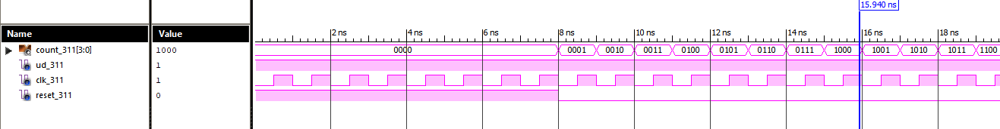 15.940 ns
Name Value 2 ns 4 ns 6 ns 8 ns 10 ns 12 ns 14 ns 16 ns 18 ns
count_311[3:0] 1000 0000 0001 0010 0011 0100 0101 0110 0111 1000 1001 1010 1011 1100
ud_311 1
clk_311 1
reset_311 0